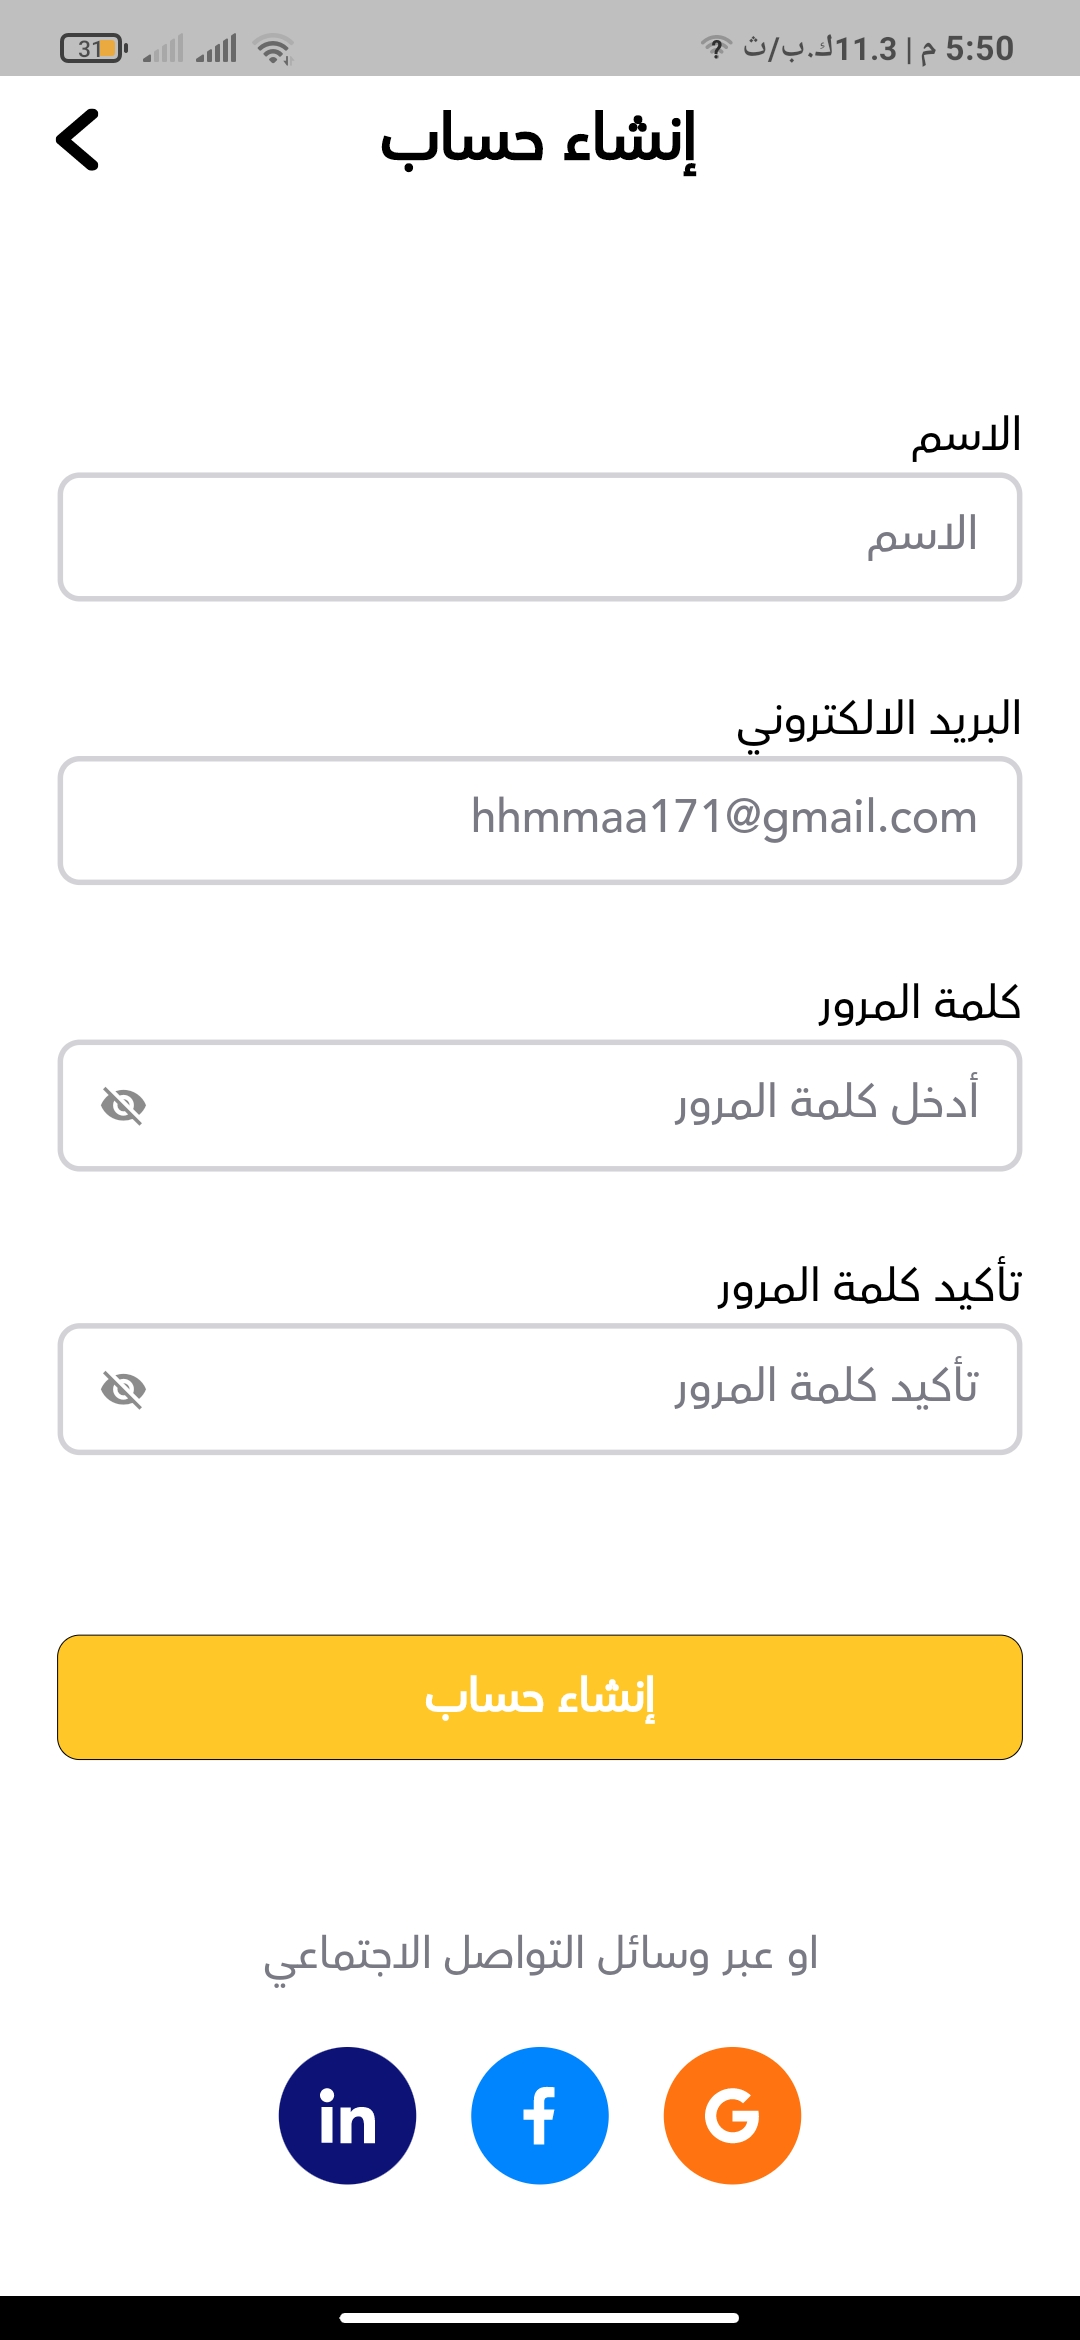 5:50 م | 11.3ك.ب/ث
31
إنشاء حساب
الاسم
الاسم
البريد الالكتروني
hhmmaa171@gmail.com
كلمة المرور
أدخل كلمة المرور
تأكيد كلمة المرور
تأكيد كلمة المرور
إنشاء حساب
او عبر وسائل التواصل الاجتماعي
in f G